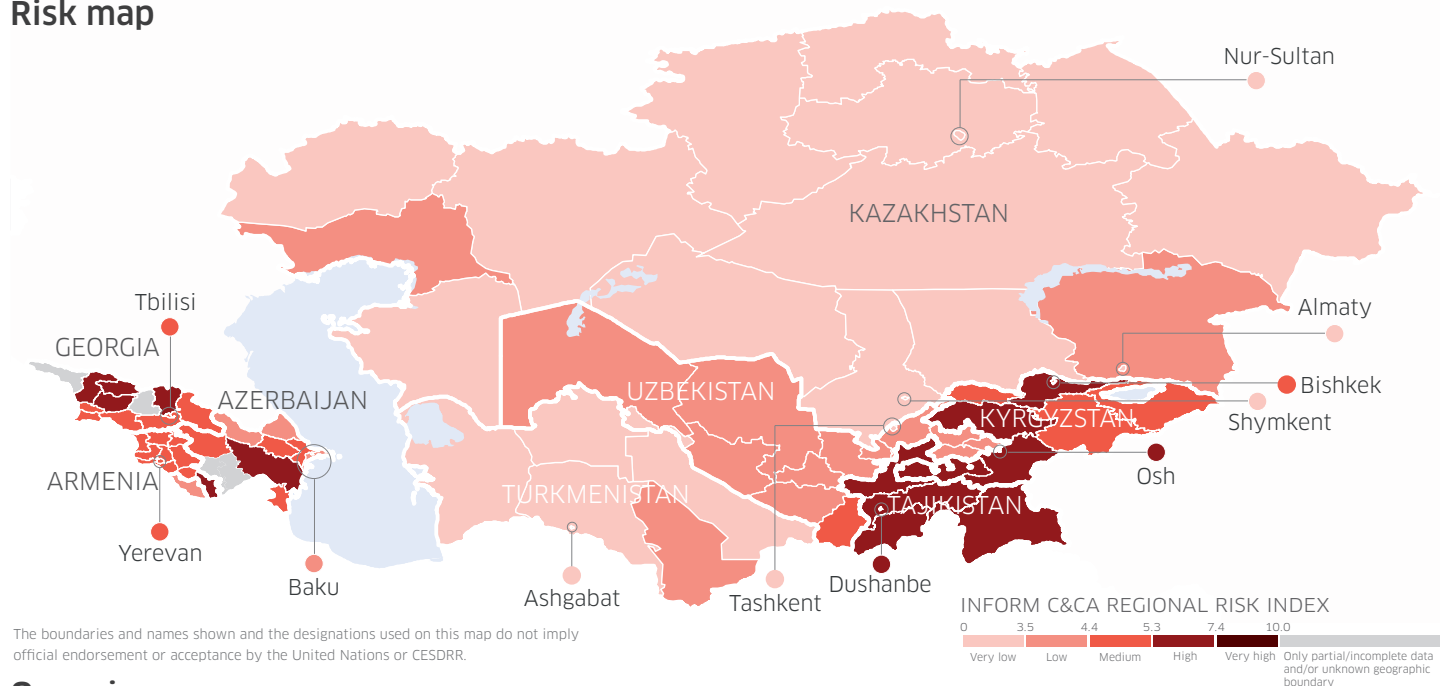 Risk map
Nur-Sultan
KAZAKHSTAN
Tbilisi
Almaty
GEORGIA
Bishkek
UZBEKISTAN
AZERBAIJAN
KYRGYZSTAN
Shymkent
Osh
ARMENIA
TURKMENISTAN
TAJIKISTAN
Yerevan
Baku
Ashgabat
Tashkent
Dushanbe
INFORM C&CA REGIONAL RISK INDEX
0 3.5 4.4 5.3 7.4 10.0
Very low Low Medium High Very high Only partial/incomplete data
and/or unknown geographic
boundary
The boundaries and names shown and the designations used on this map do not imply
official endorsement or acceptance by the United Nations or CESDRR.